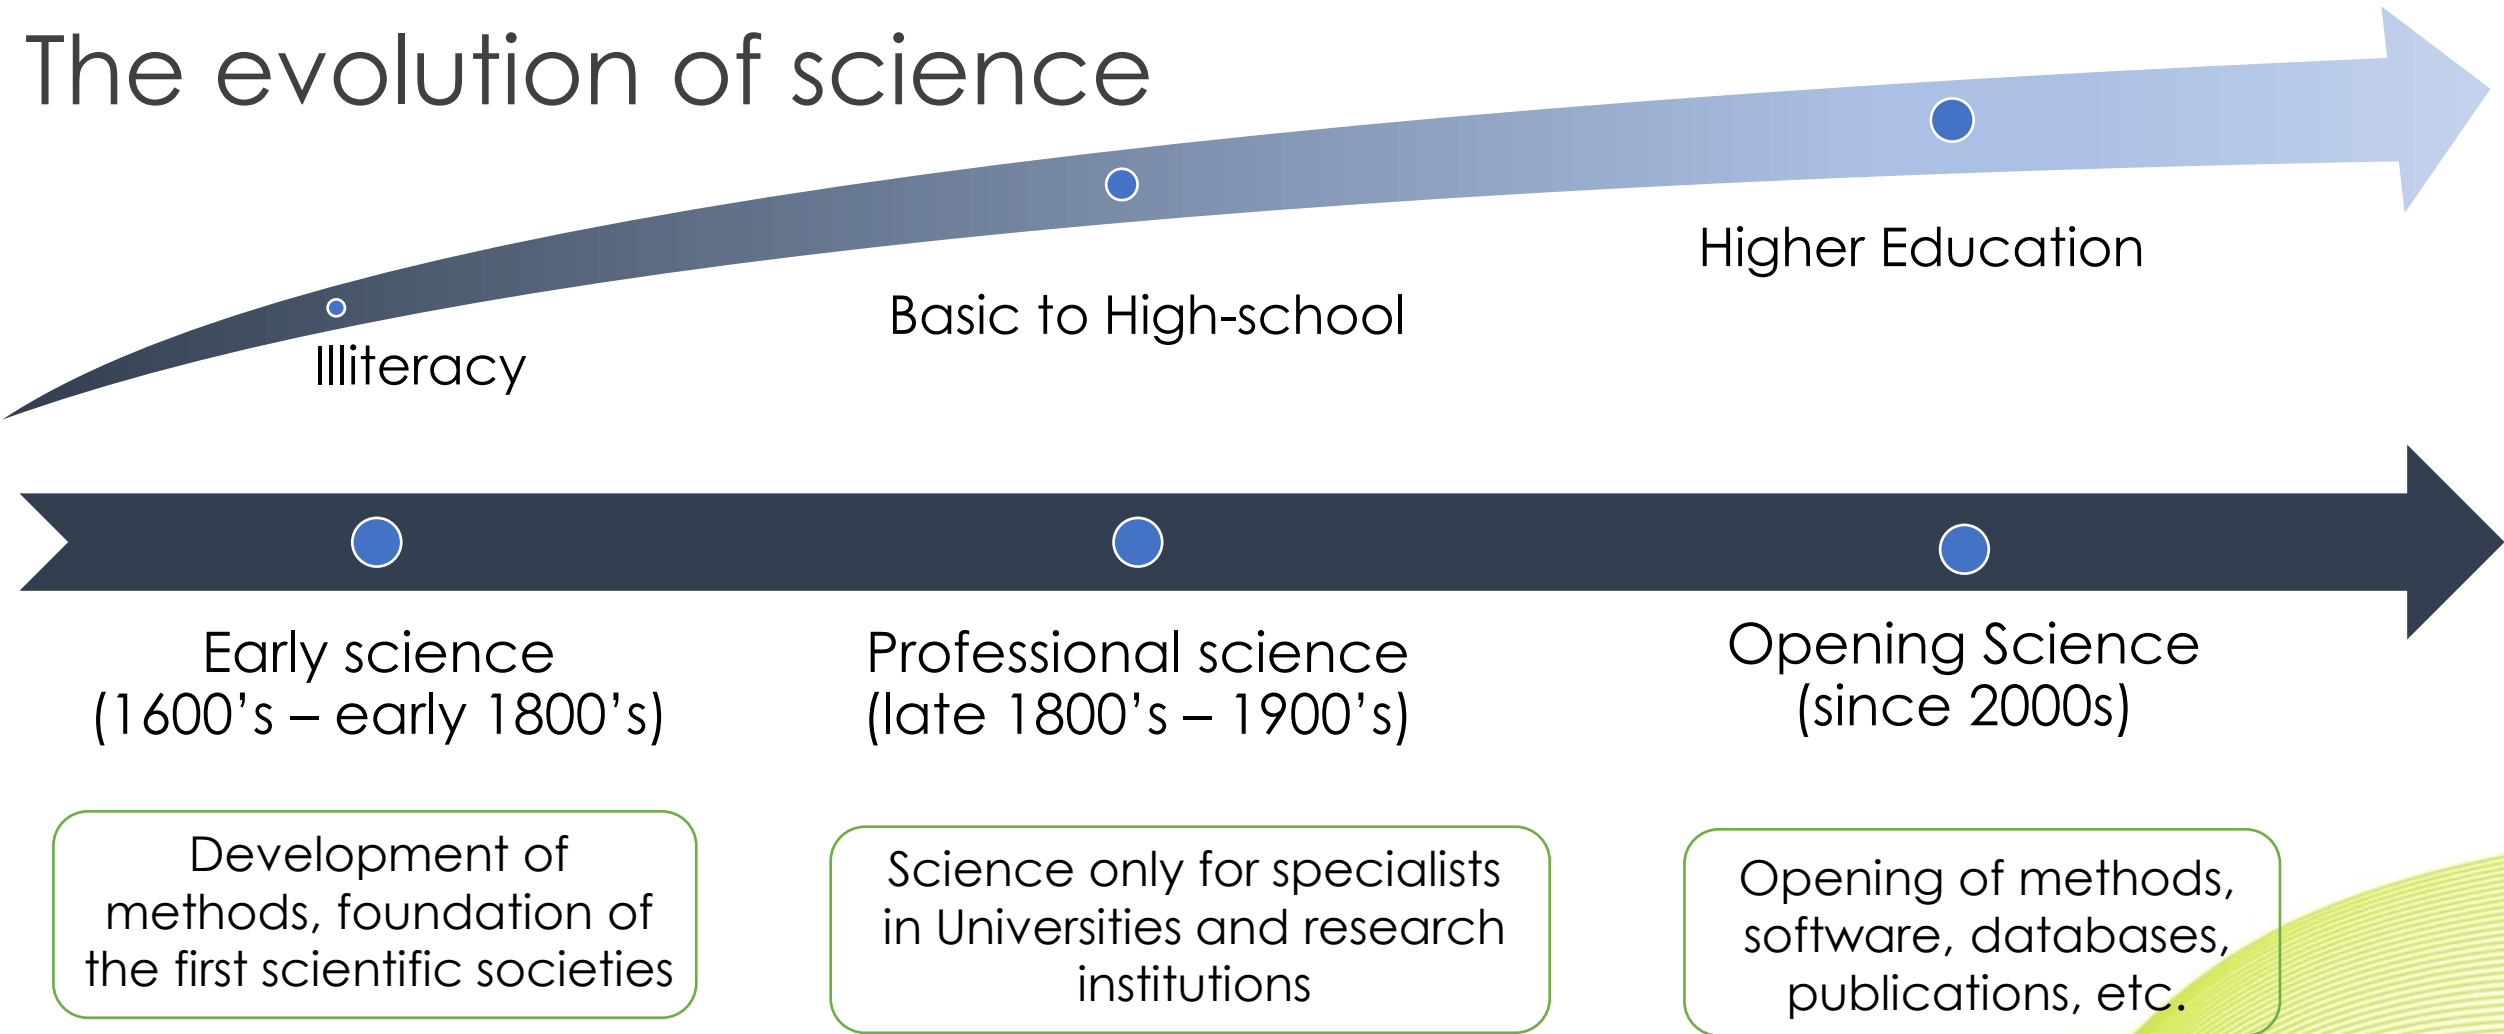 The evolution of science
Higher Education
Basic to High-school
Illiteracy
Early science
(1600’s – early 1800’s)
Professional science
(late 1800’s – 1900’s)
Opening Science
(since 2000s)
Development of
methods, foundation of
the first scientific societies
Science only for specialists
in Universities and research
institutions
Opening of methods,
software, databases,
publications, etc.